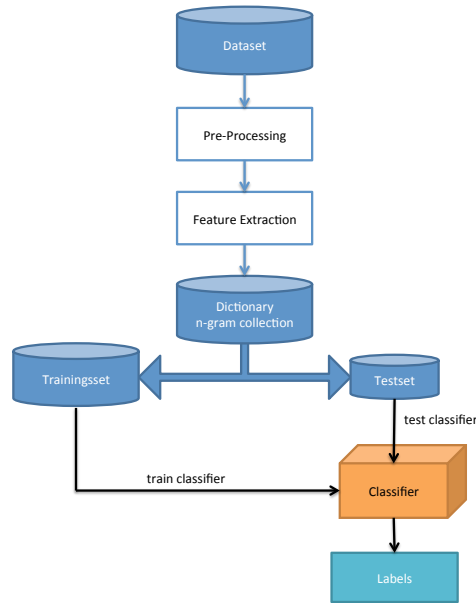 Dataset
Pre-Processing
Feature Extraction
Dictionary
n-gram collection
Trainingsset
Testset
test classifier
train classifier
Classifier
Labels